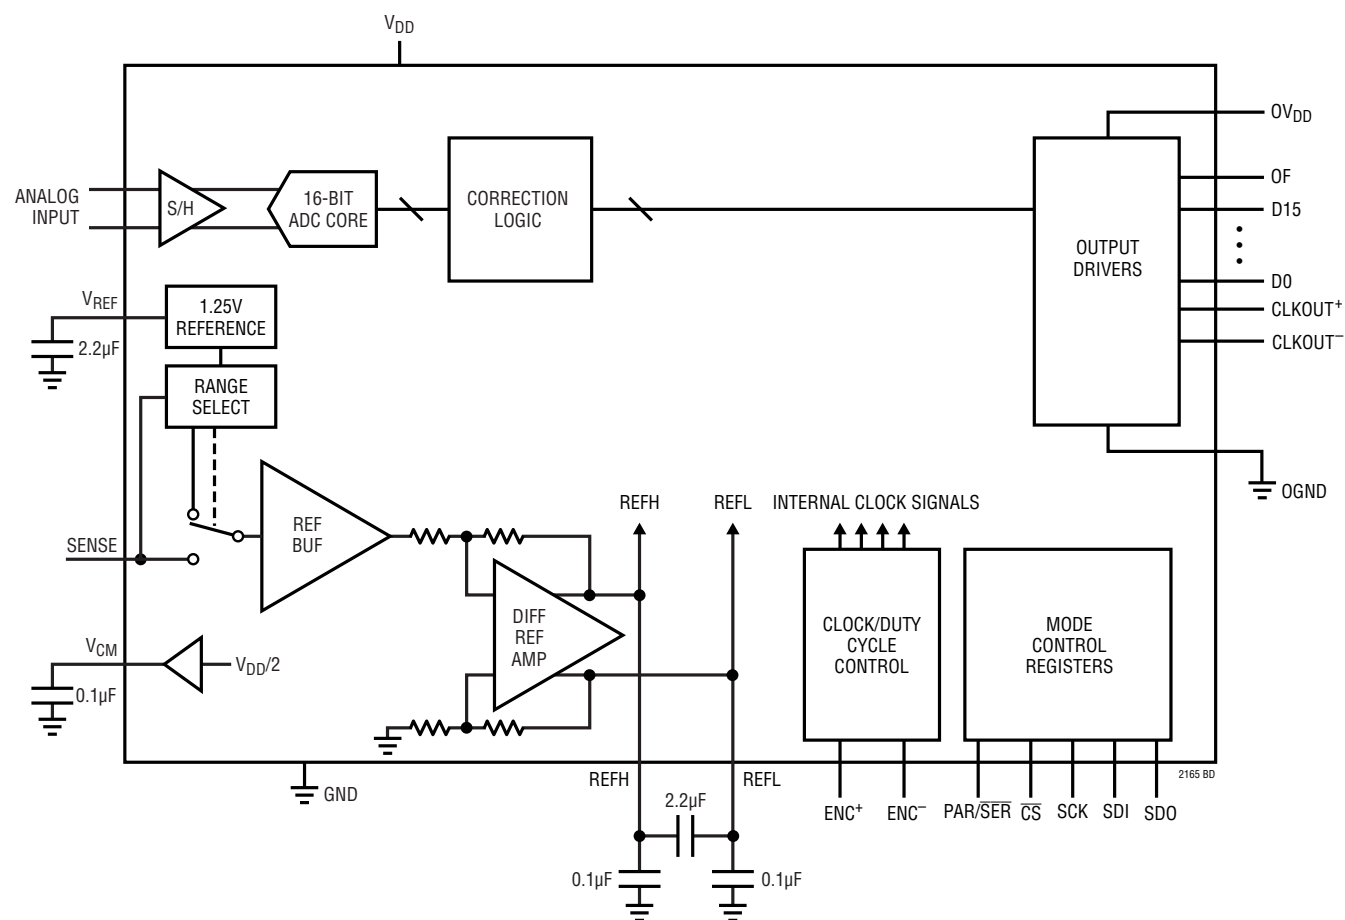 VDD
OVDD
OF
D15
D0
CLKOUT+
CLKOUT–
OGND
ANALOG
INPUT
S/H
16-BIT
ADC CORE
CORRECTION
LOGIC
OUTPUT
DRIVERS
VREF
2.2µF
1.25V
REFERENCE
RANGE
SELECT
SENSE
REF
BUF
REFH
REFL
INTERNAL CLOCK SIGNALS
DIFF
REF
AMP
CLOCK/DUTY
CYCLE
CONTROL
MODE
CONTROL
REGISTERS
VCM
0.1µF
VDD/2
GND
REFH
REFL
2.2µF
0.1µF
0.1µF
ENC+
ENC–
PAR/S̅E̅R̅
C̅S̅
SCK
SDI
SDO
2165 BD